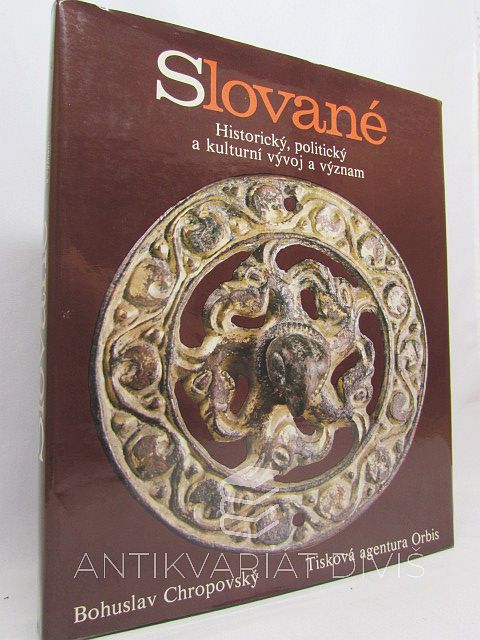 Slované
Historický, politický
a kulturní vývoj a význam
ANTIKVARIÁT DIVIŠ
Bohuslav Chropovský
Tisková agentura Orbis